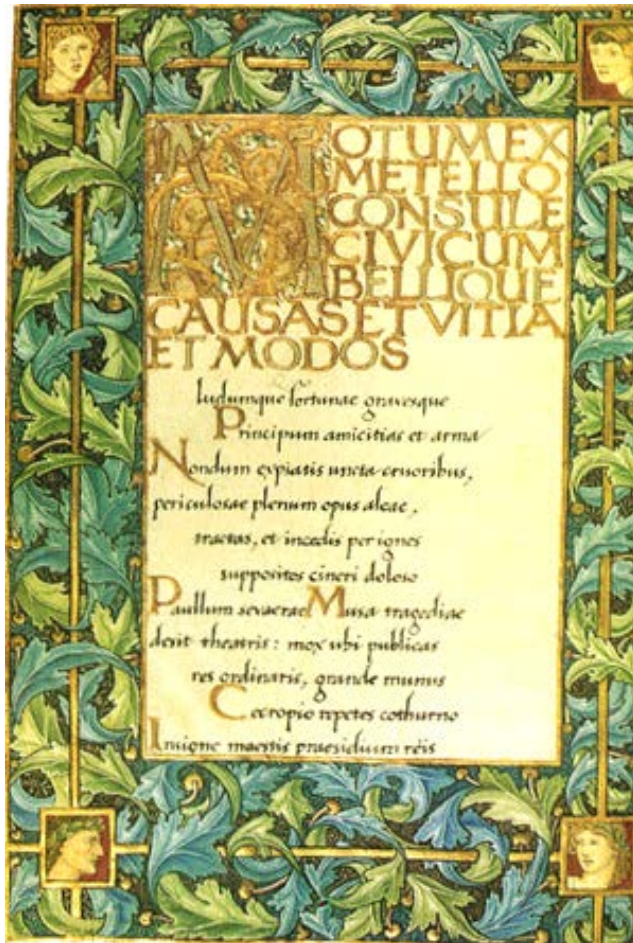 MOTUM EX
METELLO
CONSULE
CIVICUM
BELLIQUE
CAUSAS ET VITIA
ET MODOS
ludumque fortunae gravesque
Principum amicitias et arma
Nondum expiatis uncta cruoribus,
periculosae plenum opus aleae,
tractas, et incedis per ignes
suppositos cineri doloso
Paullum severae Musa tragediae
desit theatris : mox ubi publicas
res ordinaris, grande munus
Cecropio repetes cothurno
Insigne maestis praesidium reis